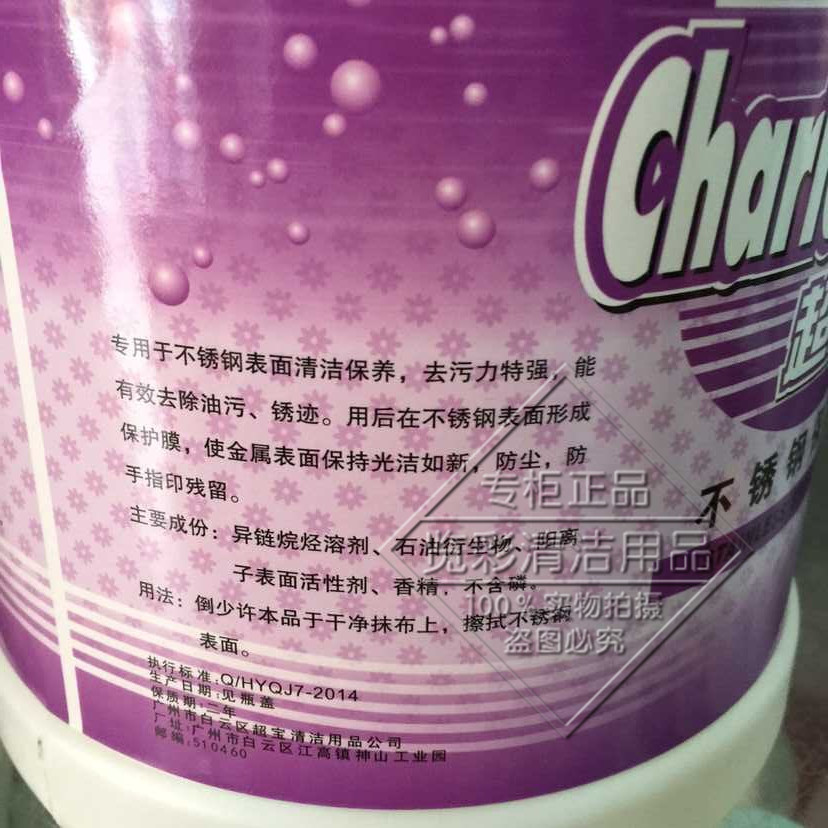 Char
超
不锈钢
专用于不锈钢表面清洁保养，去污力特强，能
有效去除油污、锈迹。用后在不锈钢表面形成
保护膜，使金属表面保持光洁如新，防尘，防
手指印残留。
主要成份：异链烷烃溶剂、石油衍生物、阴离
子表面活性剂、香精，不含磷。
用法：倒少许本品于干净抹布上，擦拭不锈钢
表面。
执行标准:Q/HYQJ7-2014
生产日期:见瓶盖
保质期:二年
广州市白云区超宝清洁用品公司
厂址:广州市白云区江高镇神山工业园
邮编:510460
专柜正品
觅彩清洁用品
100%实物拍摄
盗图必究